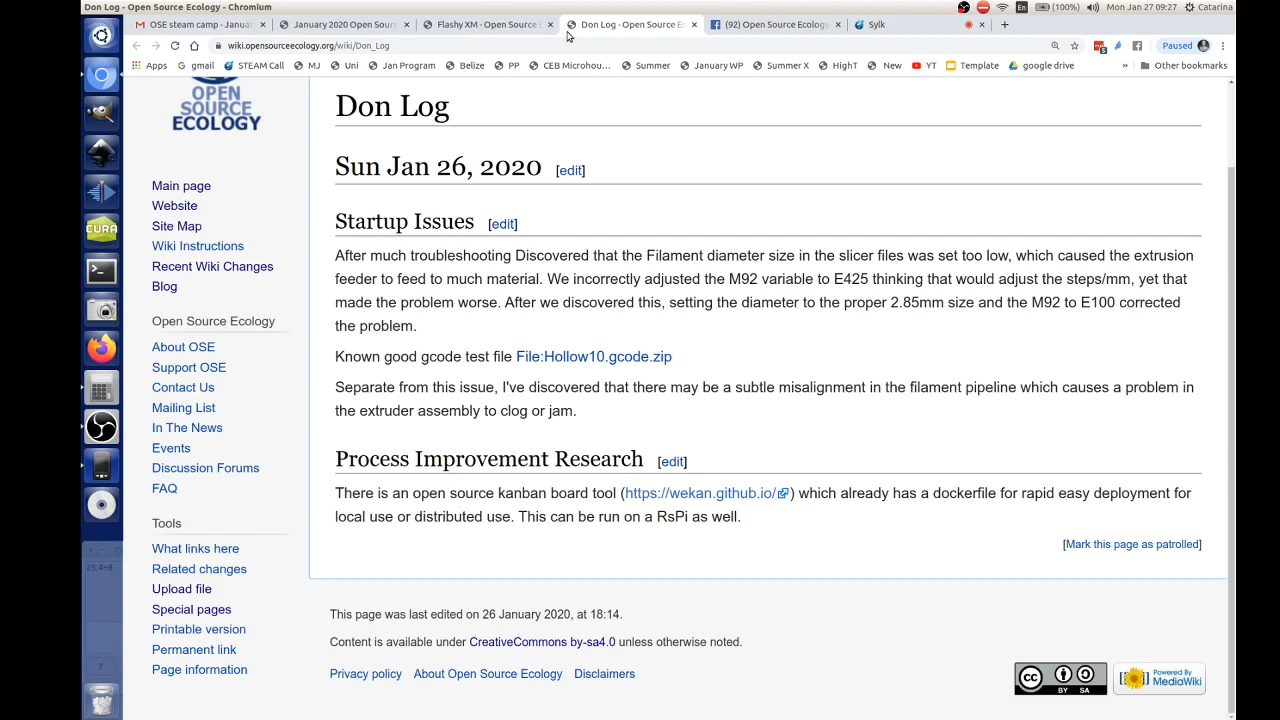 Don Log - Open Source Ecology - Chromium
En
(100%)
Mon Jan 27 09:27
Catarina
OSE steam camp - Janua
January 2020 Open Sourc
Flashy XM - Open Source
Don Log - Open Source Ec
(92) Open Source Ecology
Sylk
wiki.opensourceecology.org/wiki/Don_Log
Paused
Apps
gmail
STEAM Call
MJ
Uni
Jan Program
Belize
PP
CEB Microhou...
Summer
January WP
Summer X
HighT
New
YT
Template
google drive
»
Other bookmarks
OPEN
SOURCE
ECOLOGY
Main page
Website
Site Map
Wiki Instructions
Recent Wiki Changes
Blog
Open Source Ecology
About OSE
Support OSE
Contact Us
Mailing List
In The News
Events
Discussion Forums
FAQ
Tools
What links here
Related changes
Upload file
Special pages
Printable version
Permanent link
Page information
CURA
25.4÷8
7
Don Log
Sun Jan 26, 2020 [edit]
Startup Issues [edit]
After much troubleshooting Discovered that the Filament diameter size in the slicer files was set too low, which caused the extrusion
feeder to feed to much material. We incorrectly adjusted the M92 variable to E425 thinking that would adjust the steps/mm, yet that
made the problem worse. After we discovered this, setting the diameter to the proper 2.85mm size and the M92 to E100 corrected
the problem.
Known good gcode test file File:Hollow10.gcode.zip
Separate from this issue, I've discovered that there may be a subtle misalignment in the filament pipeline which causes a problem in
the extruder assembly to clog or jam.
Process Improvement Research [edit]
There is an open source kanban board tool (https://wekan.github.io/) which already has a dockerfile for rapid easy deployment for
local use or distributed use. This can be run on a RsPi as well.
[Mark this page as patrolled]
This page was last edited on 26 January 2020, at 18:14.
Content is available under CreativeCommons by-sa4.0 unless otherwise noted.
Privacy policy About Open Source Ecology Disclaimers
CC BY SA
Powered By MediaWiki